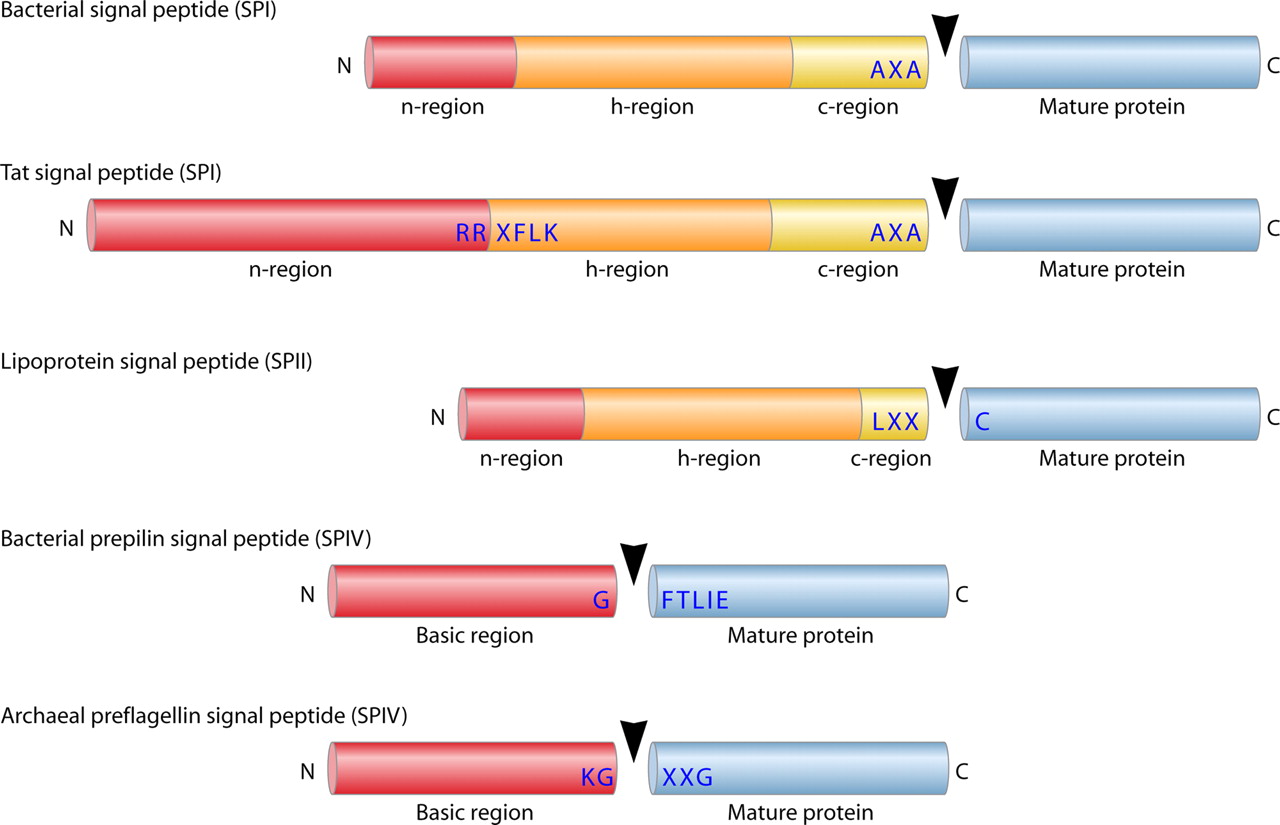 Bacterial signal peptide (SPI)
N AXA C
n-region h-region c-region Mature protein
Tat signal peptide (SPI)
N RR XFLK AXA C
n-region h-region c-region Mature protein
Lipoprotein signal peptide (SPII)
N LXX C C
n-region h-region c-region Mature protein
Bacterial prepilin signal peptide (SPIV)
N G FTLIE C
Basic region Mature protein
Archaeal preflagellin signal peptide (SPIV)
N KG XXG C
Basic region Mature protein